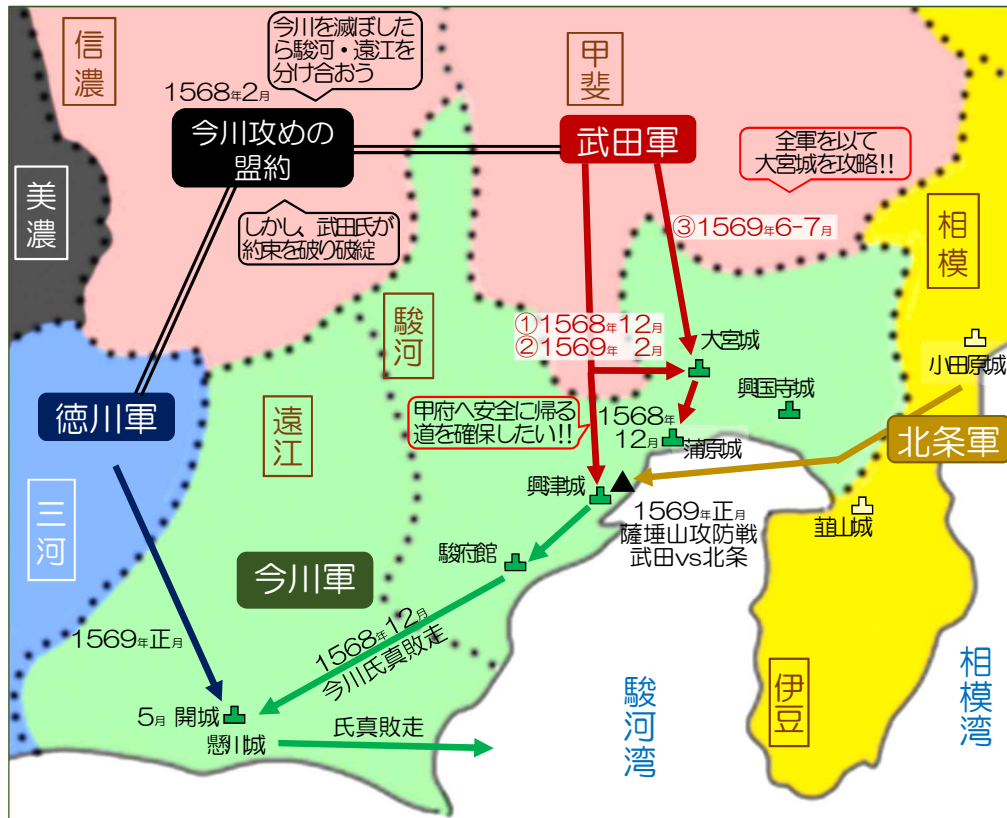 信濃
1568年2月
今川を滅ぼした
ら駿河・遠江を
分け合おう
甲斐
今川攻めの
盟約
武田軍
全軍を以て
大宮城を攻略!!
美濃
しかし、武田氏が
約束を破り破綻
③1569年6-7月
相模
駿河
①1568年12月
②1569年 2月
大宮城
小田原城
興国寺城
徳川軍
遠江
甲府へ安全に帰る
道を確保したい!!
1568年
12月
蒲原城
北条軍
三河
興津城
1569年正月
薩埵山攻防戦
武田vs北条
韮山城
駿府館
今川軍
1569年正月
1568年12月
今川氏真敗走
駿河湾
伊豆
相模湾
5月 開城
懸川城
氏真敗走